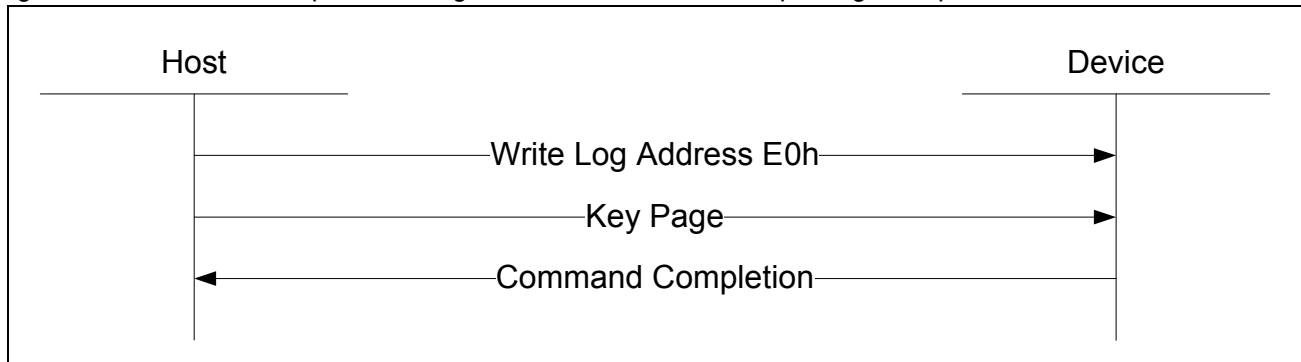 Host
Device
Write Log Address E0h
Key Page
Command Completion